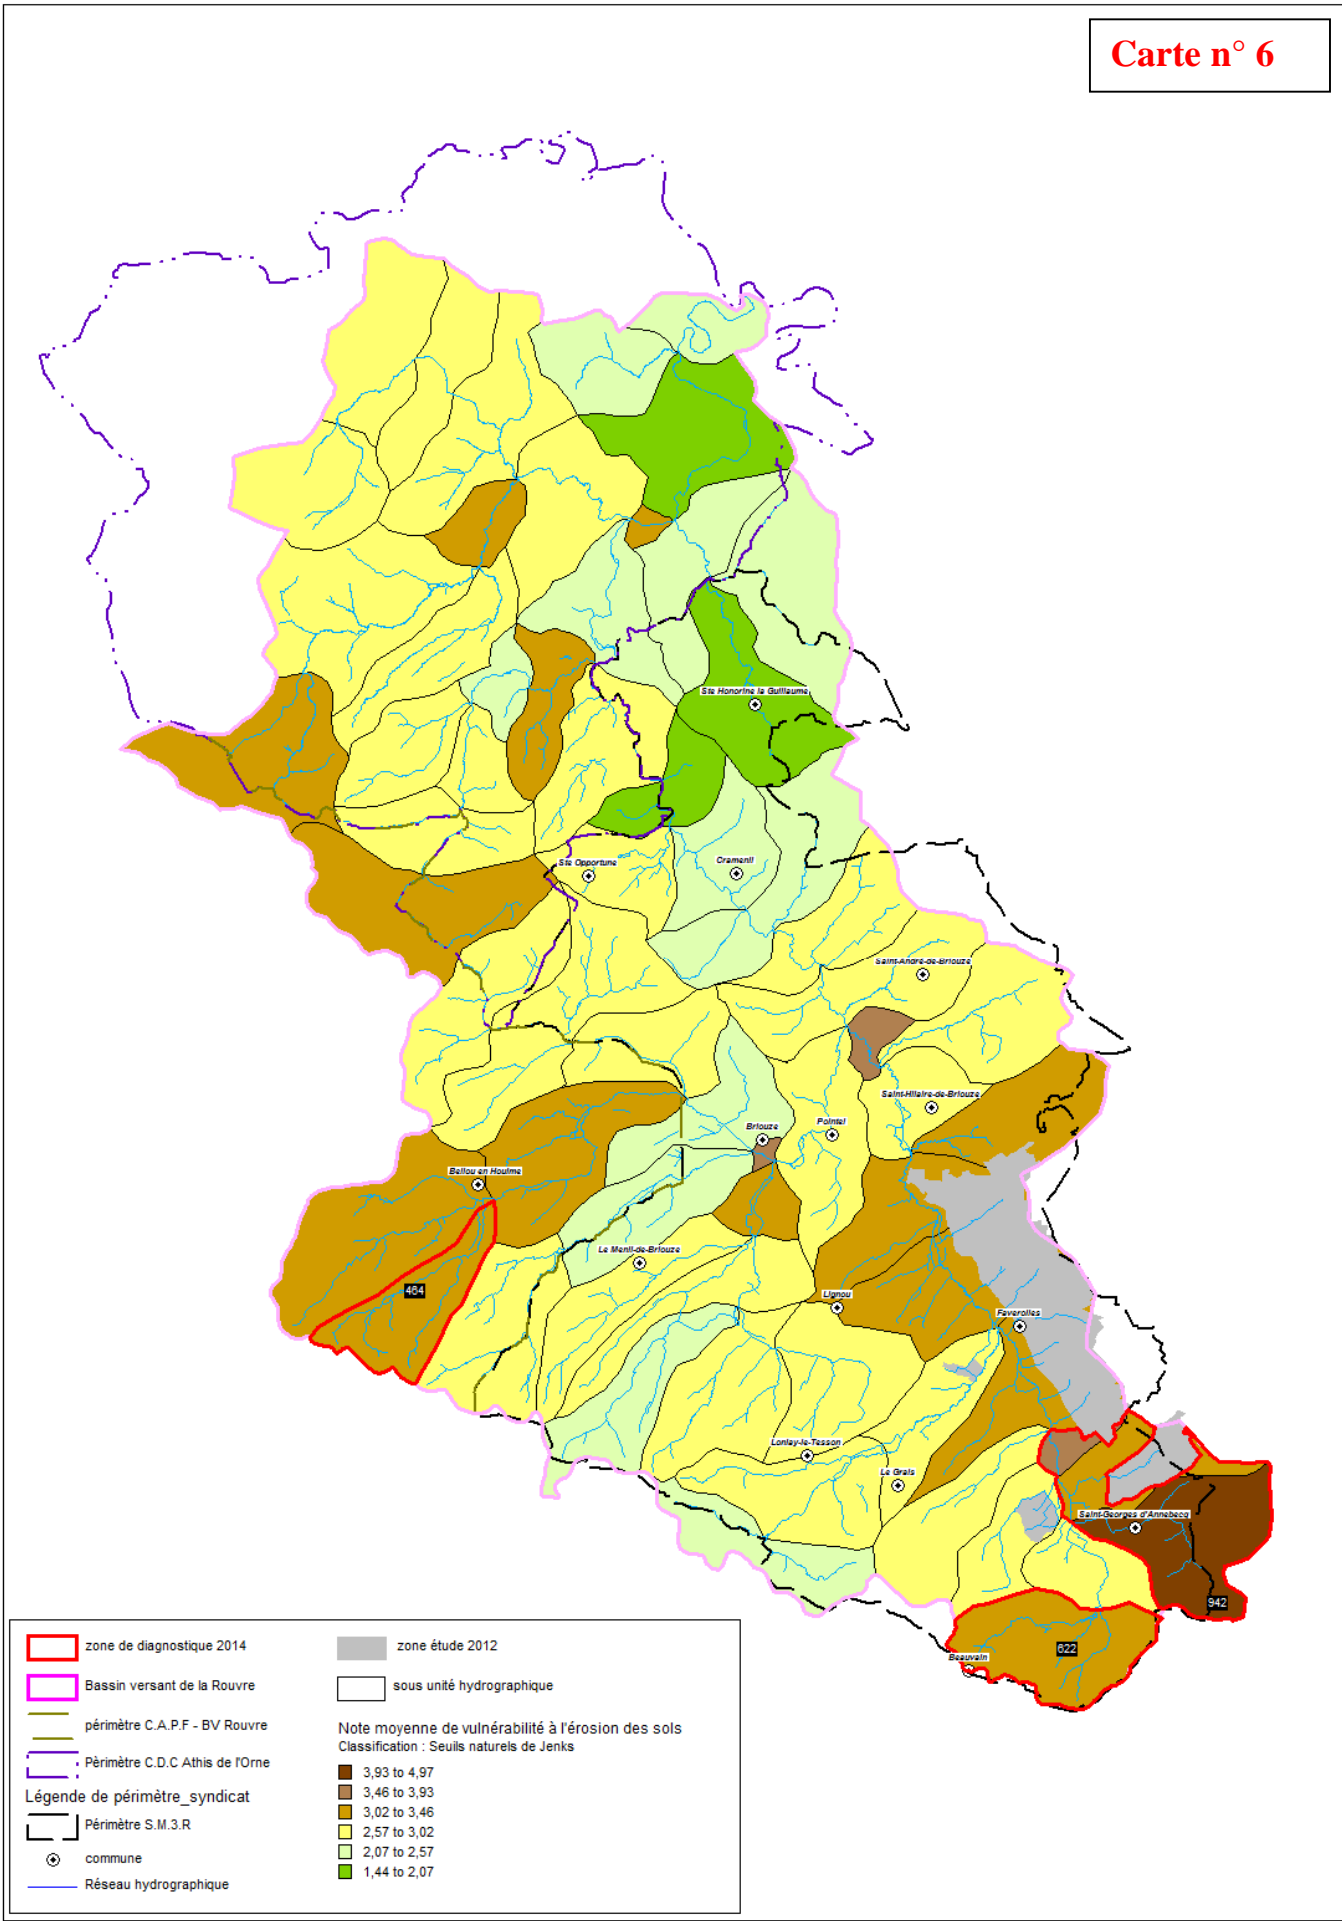 Carte n° 6
Ste Honorine la Guillaume
Ste Opportune
Cramenil
Saint-André-de-Briouze
Saint-Hilaire-de-Briouze
Briouze
Pointel
Bellou en Houlme
Le Menil-de-Briouze
464
Lignou
Faverolles
Lonlay-le-Tesson
Le Grais
Saint-Georges d'Annebecq
942
622
Beauvain
zone de diagnostique 2014
Bassin versant de la Rouvre
périmètre C.A.P.F - BV Rouvre
Périmètre C.D.C Athis de l'Orne
Légende de périmètre_syndicat
Périmètre S.M.3.R
commune
Réseau hydrographique
zone étude 2012
sous unité hydrographique
Note moyenne de vulnérabilité à l'érosion des sols
Classification : Seuils naturels de Jenks
3,93 to 4,97
3,46 to 3,93
3,02 to 3,46
2,57 to 3,02
2,07 to 2,57
1,44 to 2,07